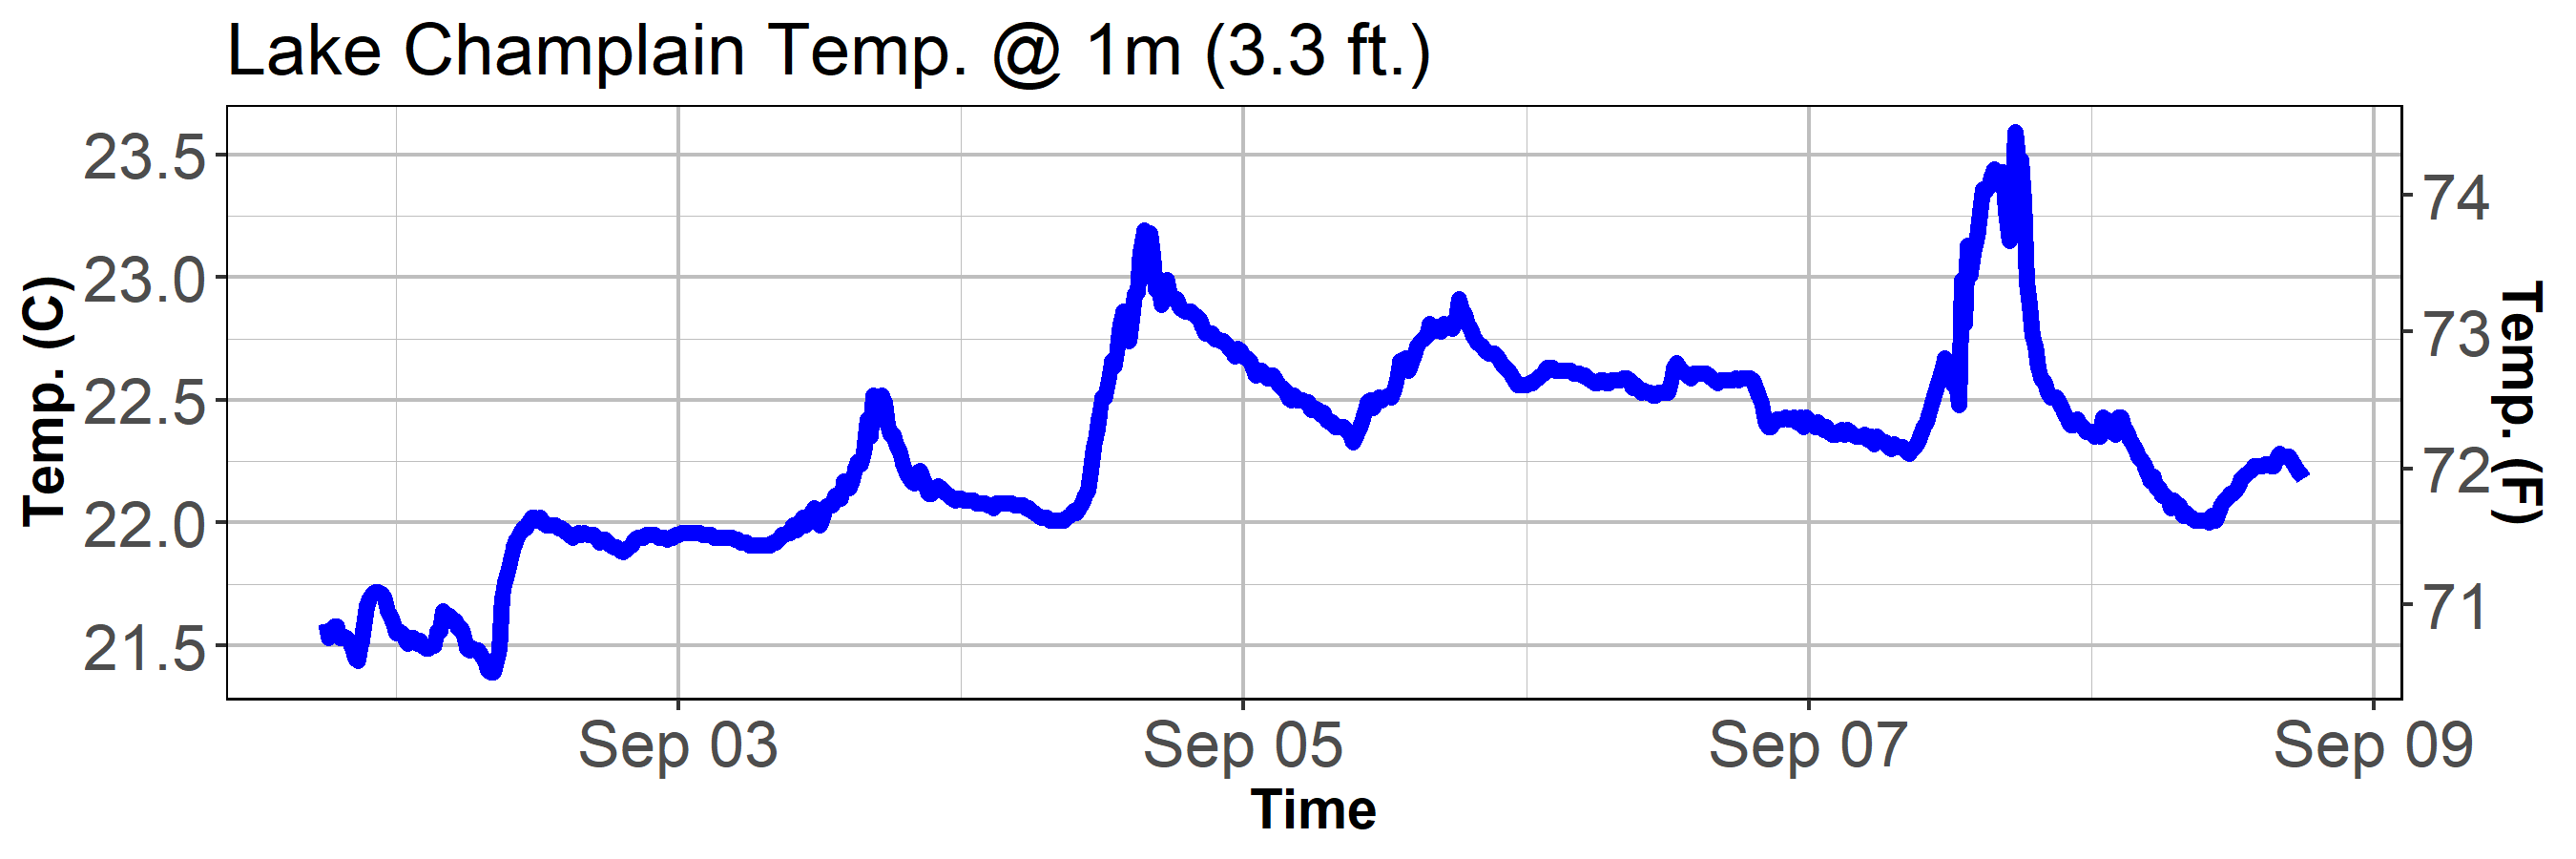 Lake Champlain Temp. @ 1m (3.3 ft.)
Temp. (C)
23.5
23.0
22.5
22.0
21.5
74
73
72
71
Temp. (F)
Sep 03 Sep 05 Sep 07 Sep 09
Time